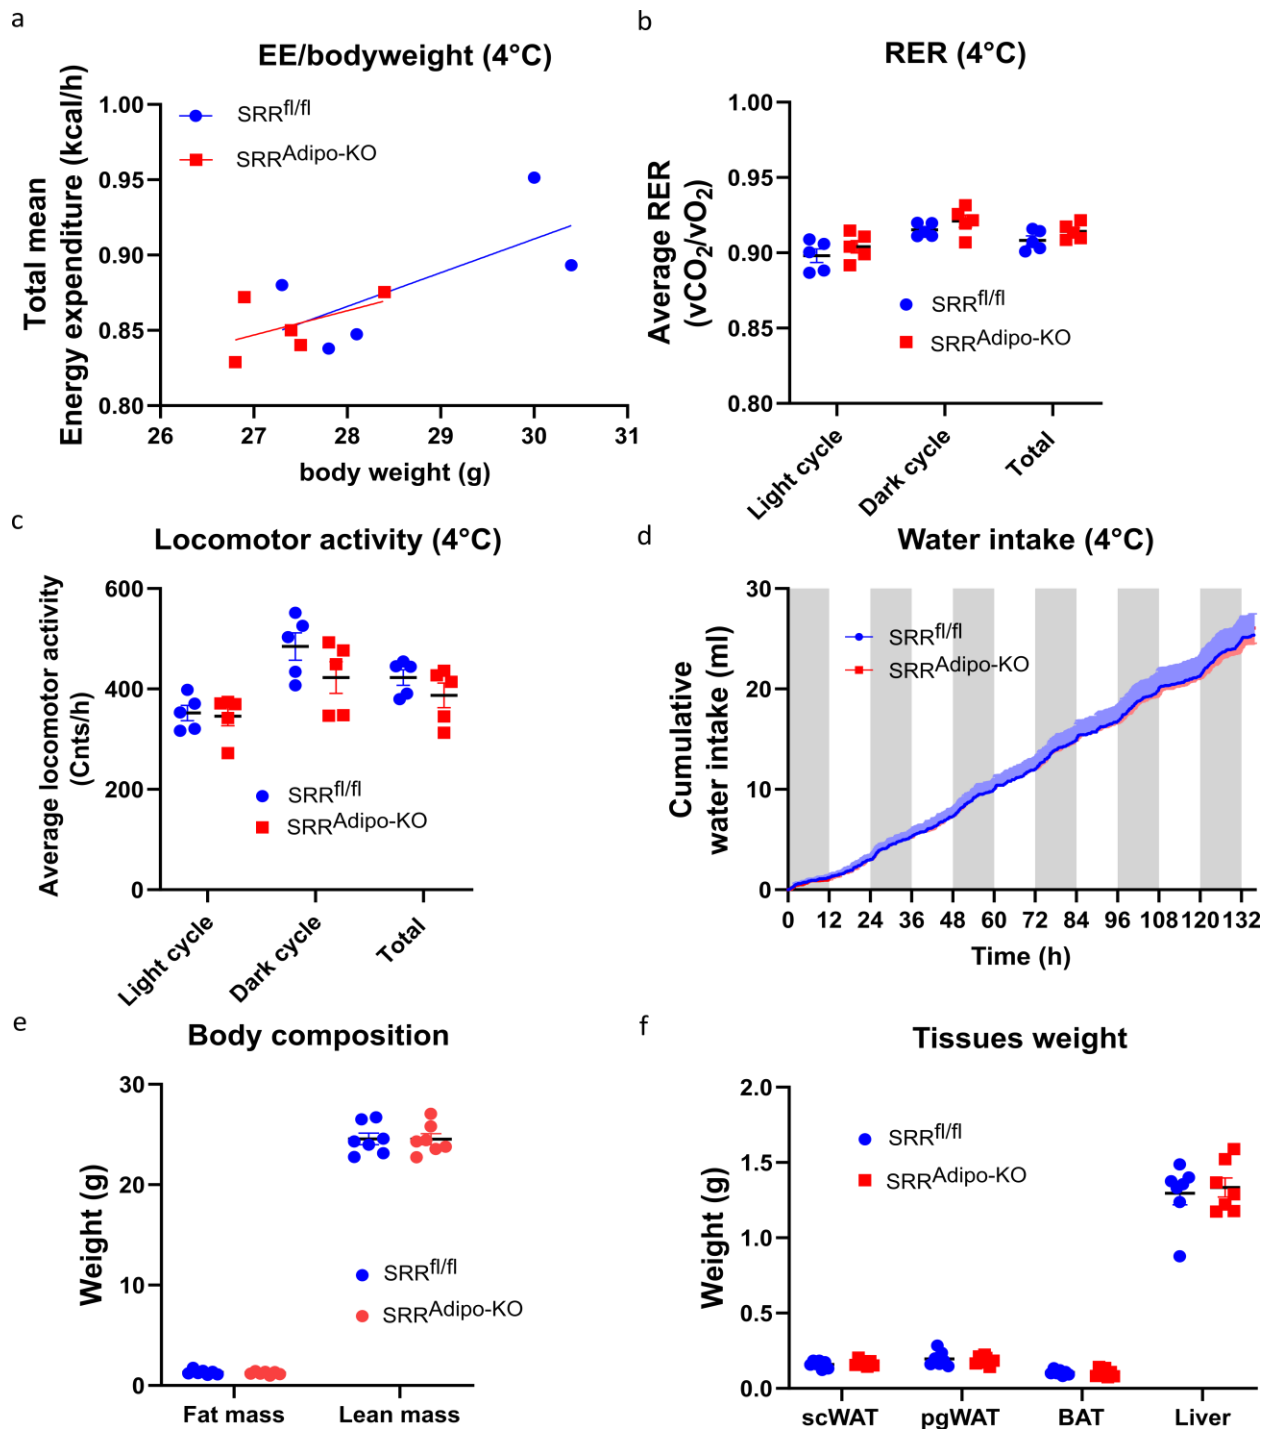 a
EE/bodyweight (4°C)
Total mean
Energy expenditure (kcal/h)
1.00
0.95
0.90
0.85
0.80
SRRfl/fl
SRRAdipo-KO
26 27 28 29 30 31
body weight (g)
b
RER (4°C)
Average RER
(vCO2/vO2)
1.00
0.95
0.90
0.85
0.80
SRRfl/fl
SRRAdipo-KO
Light cycle
Dark cycle
Total
c
Locomotor activity (4°C)
Average locomotor activity
(Cnts/h)
600
400
200
0
SRRfl/fl
SRRAdipo-KO
Light cycle
Dark cycle
Total
d
Water intake (4°C)
Cumulative
water intake (ml)
30
20
10
0
SRRfl/fl
SRRAdipo-KO
0 12 24 36 48 60 72 84 96 108 120 132
Time (h)
e
Body composition
Weight (g)
30
20
10
0
SRRfl/fl
SRRAdipo-KO
Fat mass Lean mass
f
Tissues weight
Weight (g)
2.0
1.5
1.0
0.5
0.0
SRRfl/fl
SRRAdipo-KO
scWAT pgWAT BAT Liver